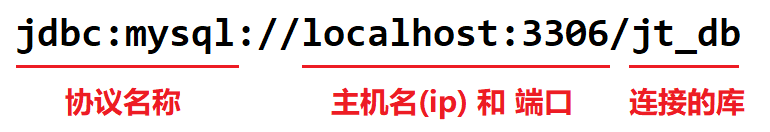 jdbc:mysql://localhost:3306/jt_db
协议名称 主机名(ip) 和 端口 连接的库